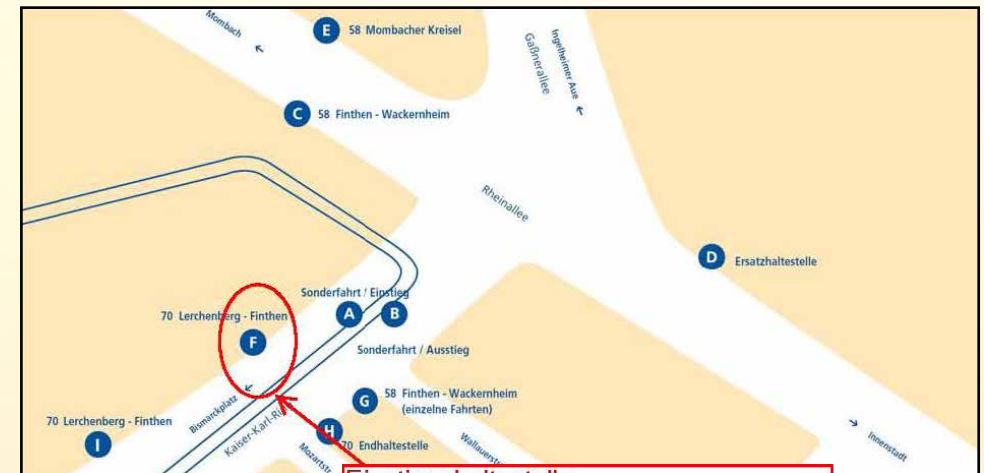 Mombach
E 58 Mombacher Kreisel
Gaßnerallee
Ingelheimer Aue
C 58 Finthen - Wackernheim
Rheinallee
D Ersatzhaltestelle
Sonderfahrt / Einstieg
70 Lerchenberg - Finthen
A
B
F
Sonderfahrt / Ausstieg
Bismarckplatz
G 58 Finthen - Wackernheim
(einzelne Fahrten)
70 Lerchenberg - Finthen
I
H
70 Endhaltestelle
Innenstadt